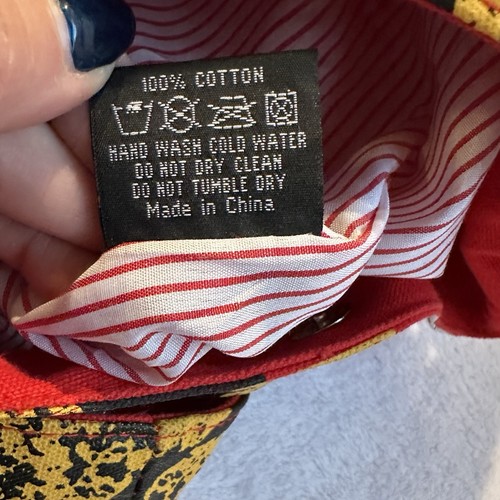 100% COTTON
HAND WASH COLD WATER
DO NOT DRY CLEAN
DO NOT TUMBLE DRY
Made in China